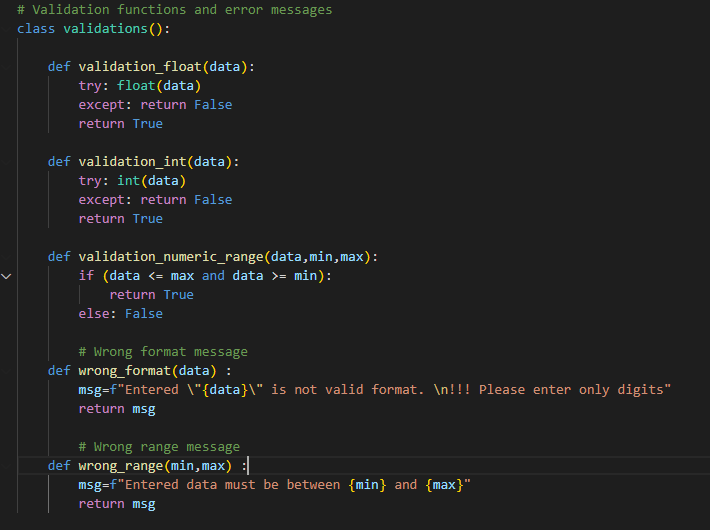 # Validation functions and error messages
class validations():
def validation_float(data):
try: float(data)
except: return False
return True
def validation_int(data):
try: int(data)
except: return False
return True
def validation_numeric_range(data,min,max):
if (data <= max and data >= min):
return True
else: False
# Wrong format message
def wrong_format(data) :
msg=f"Entered \"{data}\" is not valid format. \n!!! Please enter only digits"
return msg
# Wrong range message
def wrong_range(min,max) :
msg=f"Entered data must be between {min} and {max}"
return msg